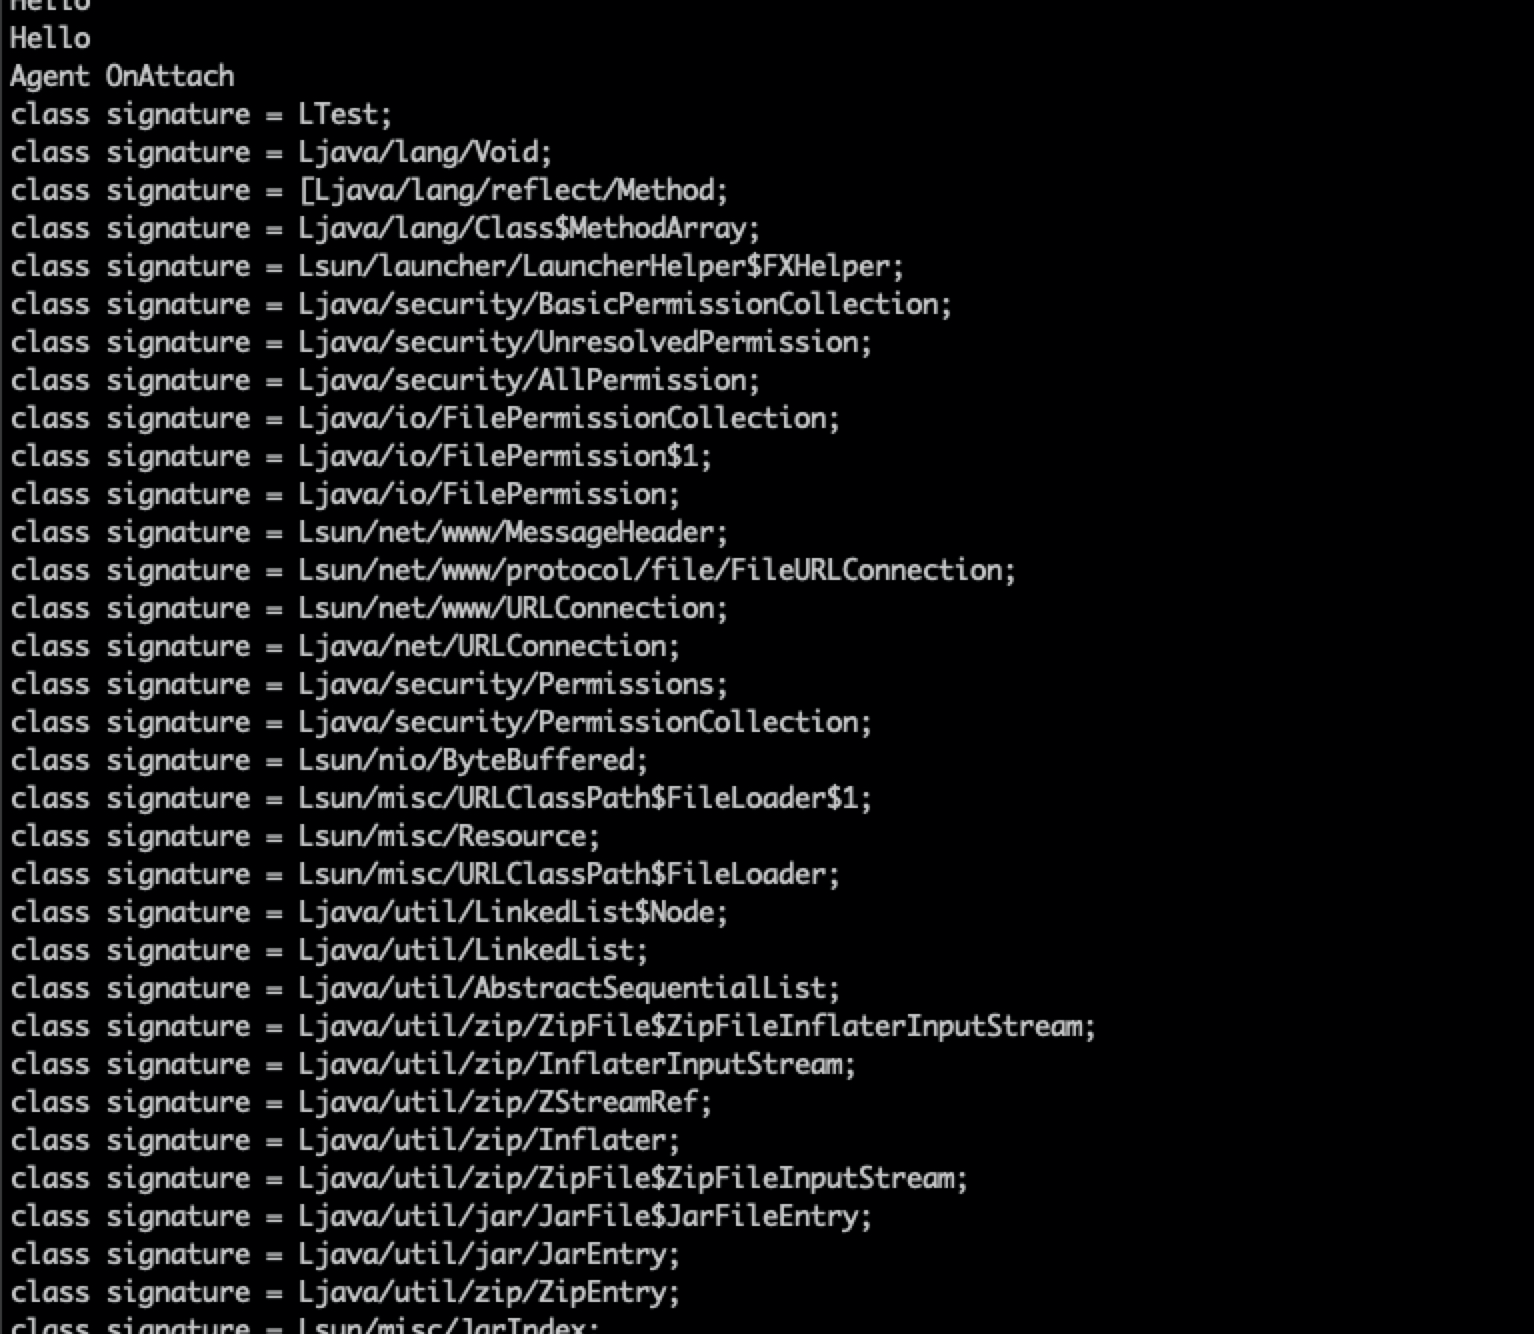 Hello
Hello
Agent OnAttach
class signature = LTest;
class signature = Ljava/lang/Void;
class signature = [Ljava/lang/reflect/Method;
class signature = Ljava/lang/Class$MethodArray;
class signature = Lsun/launcher/LauncherHelper$FXHelper;
class signature = Ljava/security/BasicPermissionCollection;
class signature = Ljava/security/UnresolvedPermission;
class signature = Ljava/security/AllPermission;
class signature = Ljava/io/FilePermissionCollection;
class signature = Ljava/io/FilePermission$1;
class signature = Ljava/io/FilePermission;
class signature = Lsun/net/www/MessageHeader;
class signature = Lsun/net/www/protocol/file/FileURLConnection;
class signature = Lsun/net/www/URLConnection;
class signature = Ljava/net/URLConnection;
class signature = Ljava/security/Permissions;
class signature = Ljava/security/PermissionCollection;
class signature = Lsun/nio/ByteBuffered;
class signature = Lsun/misc/URLClassPath$FileLoader$1;
class signature = Lsun/misc/Resource;
class signature = Lsun/misc/URLClassPath$FileLoader;
class signature = Ljava/util/LinkedList$Node;
class signature = Ljava/util/LinkedList;
class signature = Ljava/util/AbstractSequentialList;
class signature = Ljava/util/zip/ZipFile$ZipFileInflaterInputStream;
class signature = Ljava/util/zip/InflaterInputStream;
class signature = Ljava/util/zip/ZStreamRef;
class signature = Ljava/util/zip/Inflater;
class signature = Ljava/util/zip/ZipFile$ZipFileInputStream;
class signature = Ljava/util/jar/JarFile$JarFileEntry;
class signature = Ljava/util/jar/JarEntry;
class signature = Ljava/util/zip/ZipEntry;
class signature = Lsun/misc/JarIndex;